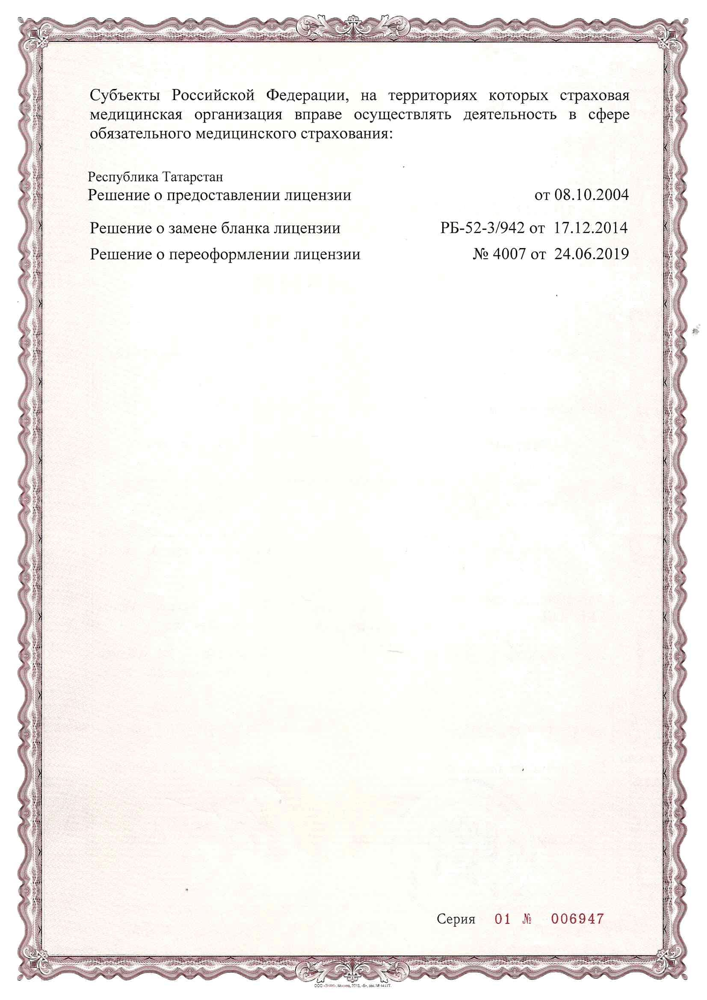 Субъекты Российской Федерации, на территориях которых страховая
медицинская организация вправе осуществлять деятельность в сфере
обязательного медицинского страхования:
Республика Татарстан
Решение о предоставлении лицензии от 08.10.2004
Решение о замене бланка лицензии РБ-52-3/942 от 17.12.2014
Решение о переоформлении лицензии № 4007 от 24.06.2019
Серия 01 № 006947
ООО «ЗНАК», Москва, 2015, «Б», зак. №